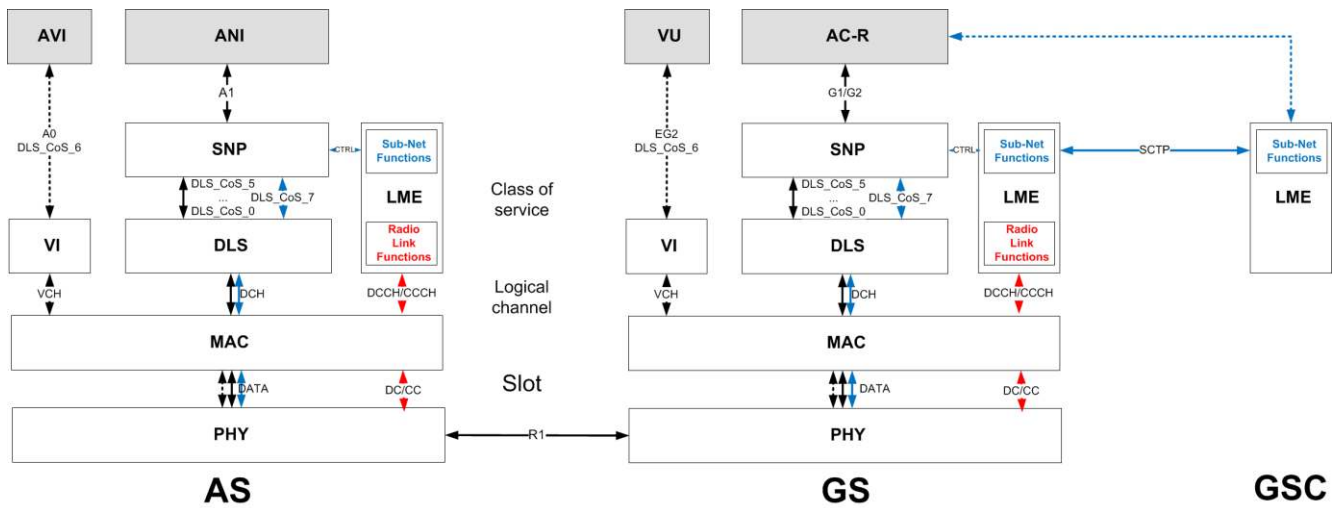 AVI
ANI
VU
AC-R
A1
G1/G2
A0
DLS_CoS_6
SNP
CTRL
Sub-Net
Functions
EG2
DLS_CoS_6
SNP
CTRL
Sub-Net
Functions
SCTP
Sub-Net
Functions
DLS_CoS_5
...
DLS_CoS_0
DLS_CoS_7
LME
Class of
service
DLS_CoS_5
...
DLS_CoS_0
DLS_CoS_7
LME
LME
VI
DLS
Radio
Link
Functions
VI
DLS
Radio
Link
Functions
VCH
DCH
DCCH/CCCH
Logical
channel
VCH
DCH
DCCH/CCCH
MAC
MAC
DATA
DC/CC
Slot
DATA
DC/CC
PHY
R1
PHY
AS
GS
GSC